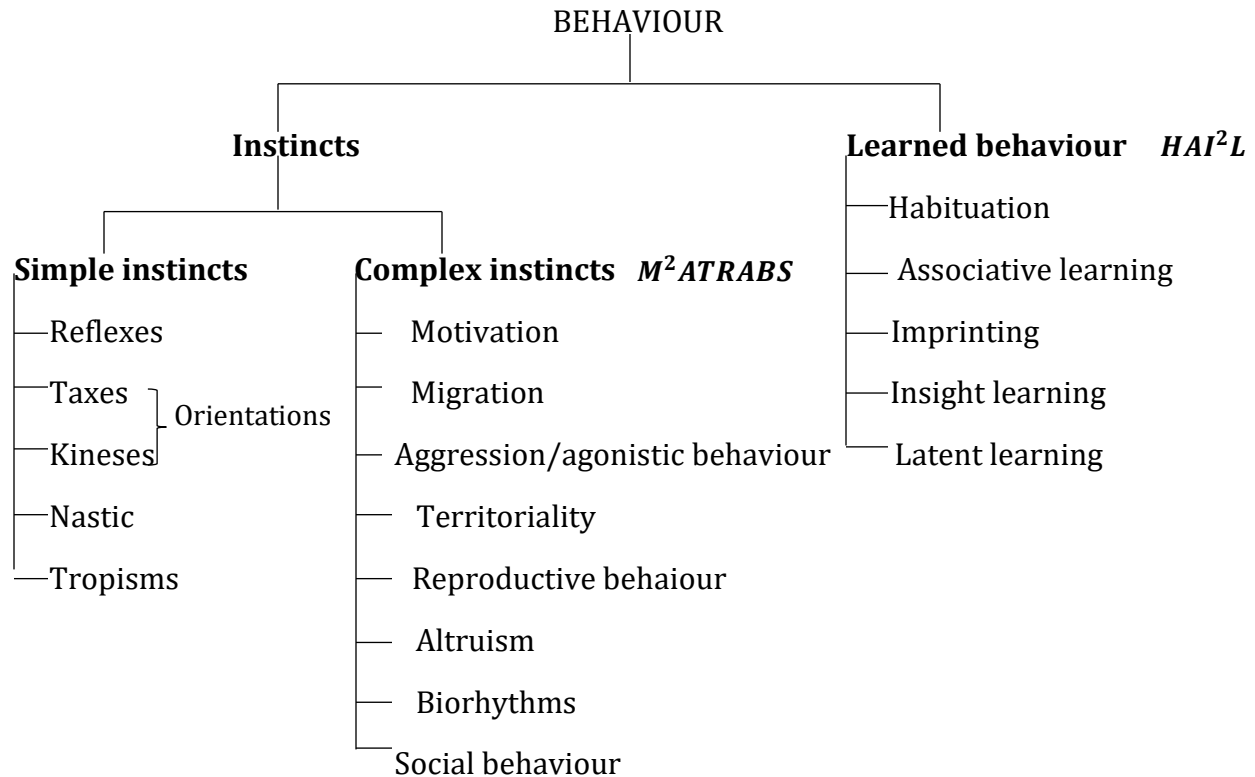 BEHAVIOUR
Instincts
Learned behaviour HAI²L
Habituation
Simple instincts
Complex instincts M²ATRABS
Associative learning
Reflexes
Motivation
Imprinting
Taxes
Orientations
Migration
Insight learning
Kineses
Aggression/agonistic behaviour
Latent learning
Nastic
Territoriality
Tropisms
Reproductive behaiour
Altruism
Biorhythms
Social behaviour